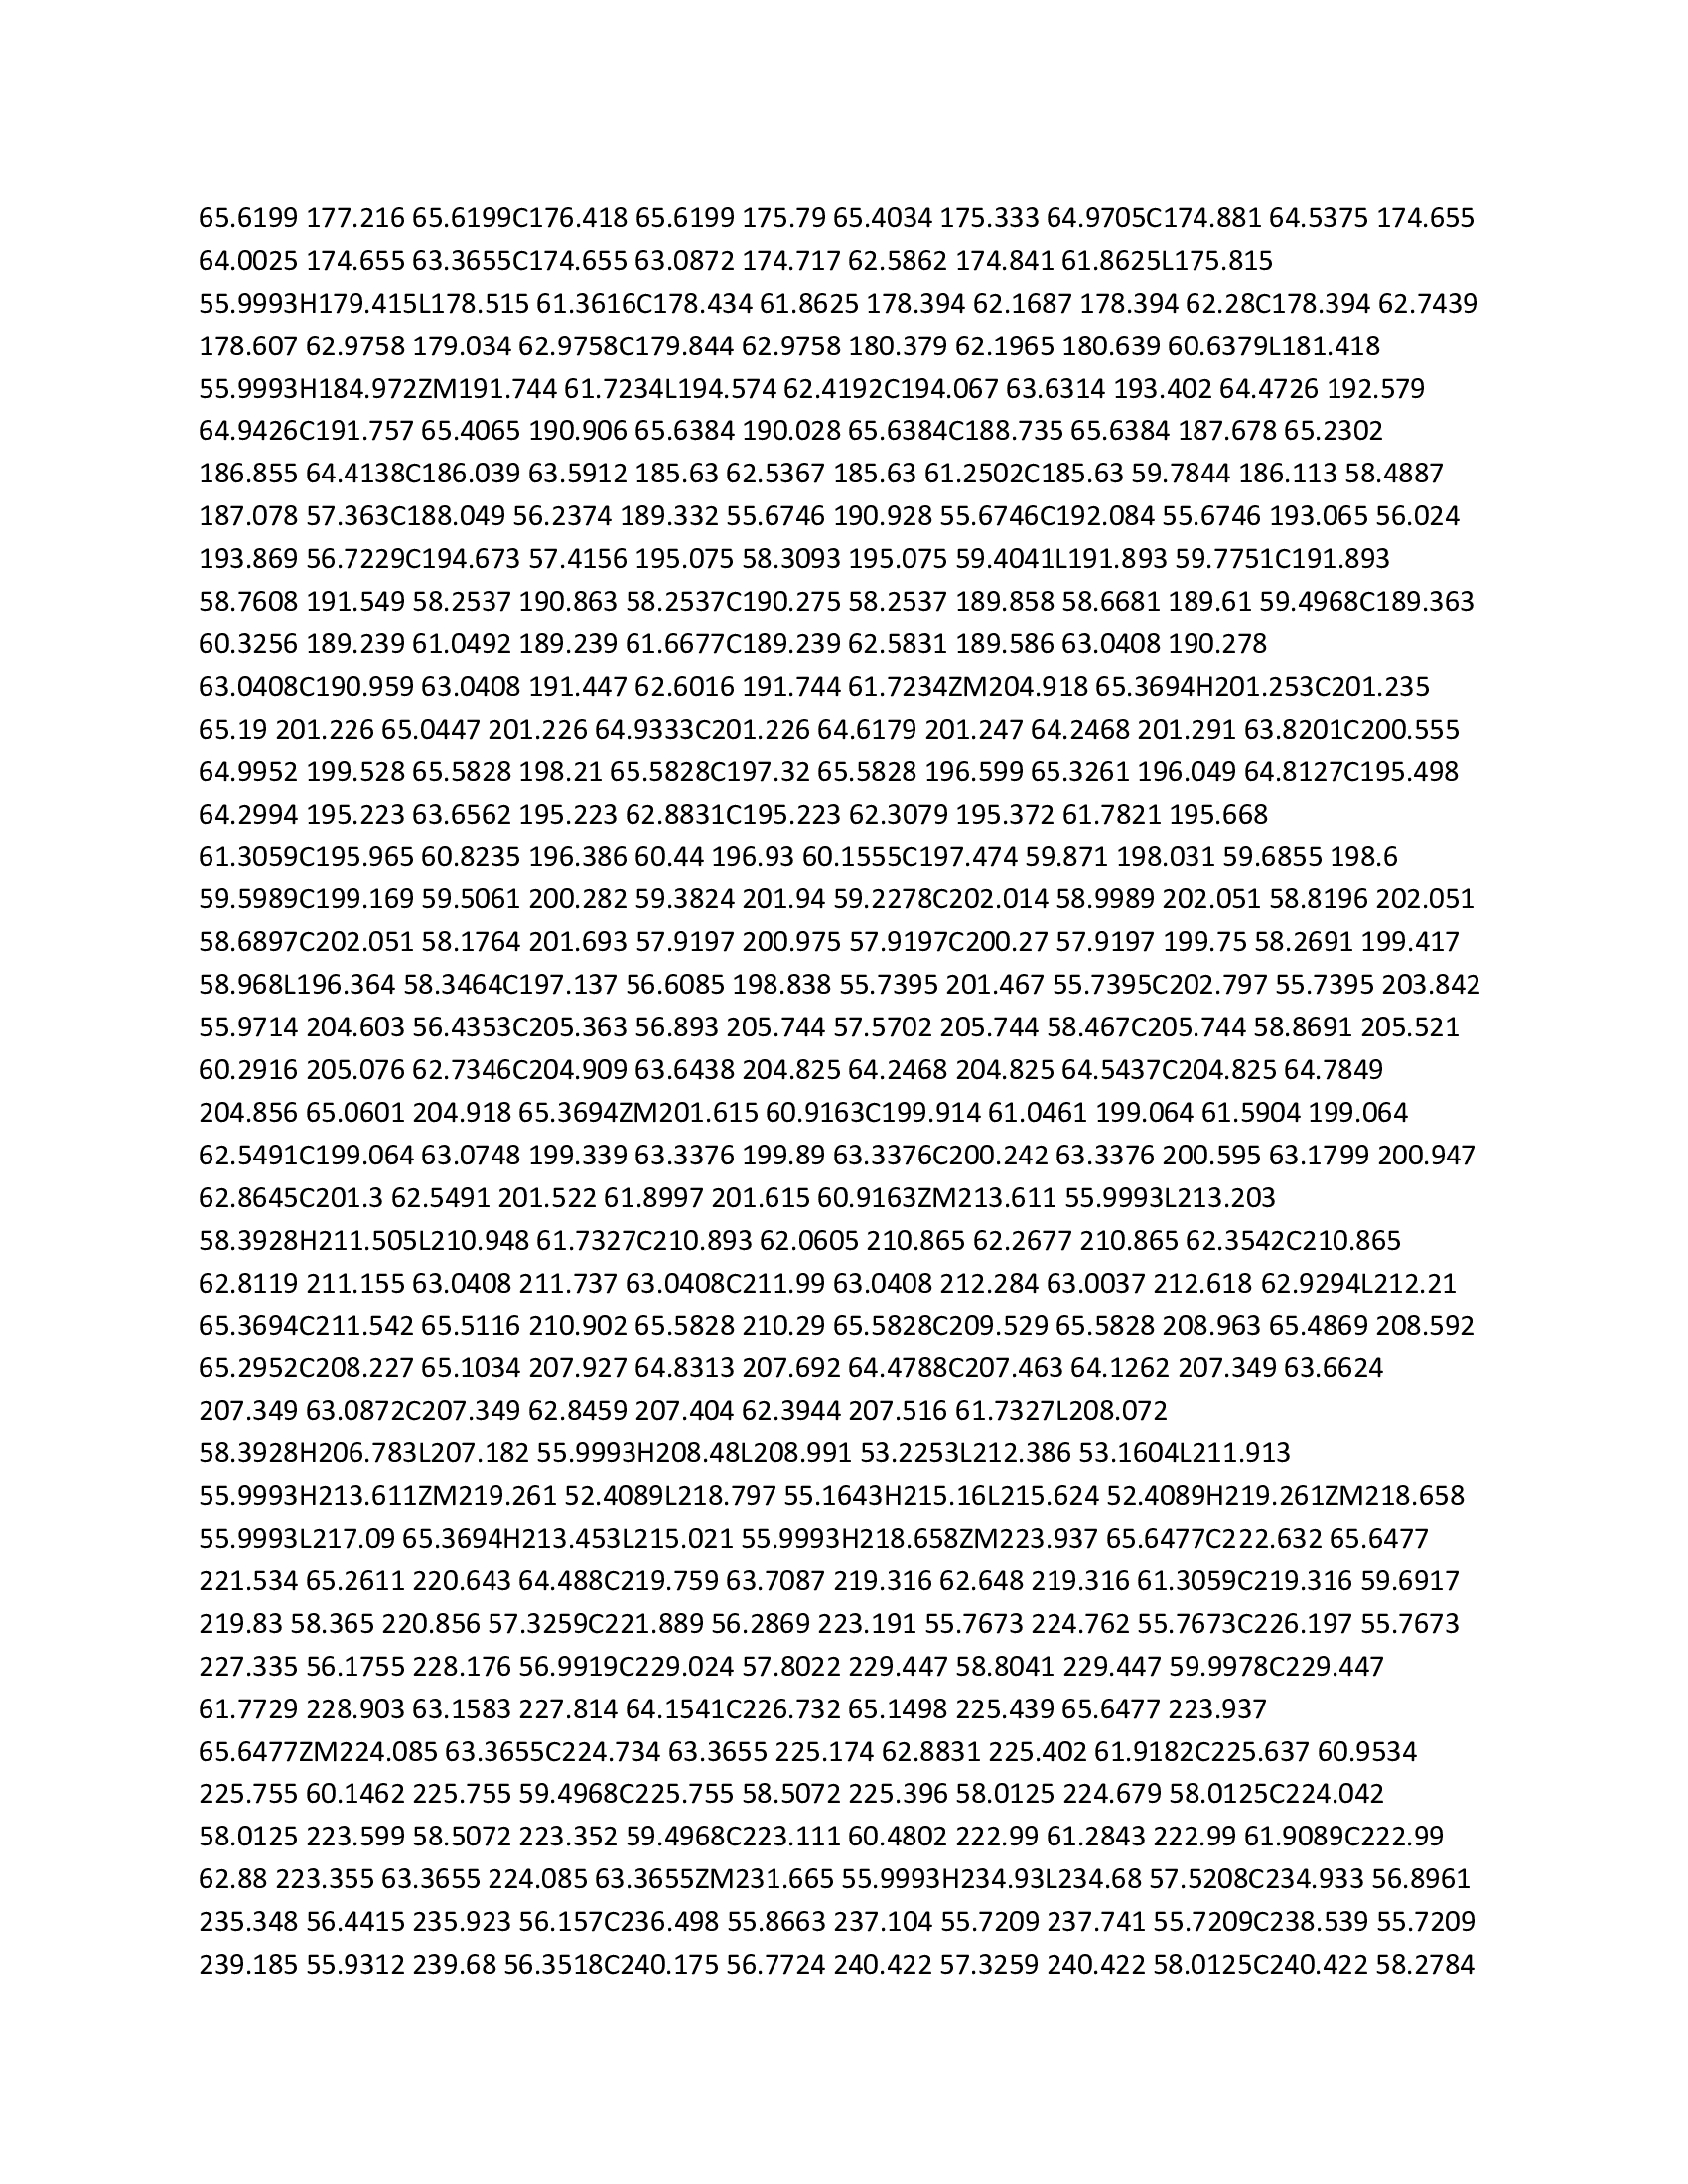 65.6199 177.216 65.6199C176.418 65.6199 175.79 65.4034 175.333 64.9705C174.881 64.5375 174.655
64.0025 174.655 63.3655C174.655 63.0872 174.717 62.5862 174.841 61.8625L175.815
55.9993H179.415L178.515 61.3616C178.434 61.8625 178.394 62.1687 178.394 62.28C178.394 62.7439
178.607 62.9758 179.034 62.9758C179.844 62.9758 180.379 62.1965 180.639 60.6379L181.418
55.9993H184.972ZM191.744 61.7234L194.574 62.4192C194.067 63.6314 193.402 64.4726 192.579
64.9426C191.757 65.4065 190.906 65.6384 190.028 65.6384C188.735 65.6384 187.678 65.2302
186.855 64.4138C186.039 63.5912 185.63 62.5367 185.63 61.2502C185.63 59.7844 186.113 58.4887
187.078 57.363C188.049 56.2374 189.332 55.6746 190.928 55.6746C192.084 55.6746 193.065 56.024
193.869 56.7229C194.673 57.4156 195.075 58.3093 195.075 59.4041L191.893 59.7751C191.893
58.7608 191.549 58.2537 190.863 58.2537C190.275 58.2537 189.858 58.6681 189.61 59.4968C189.363
60.3256 189.239 61.0492 189.239 61.6677C189.239 62.5831 189.586 63.0408 190.278
63.0408C190.959 63.0408 191.447 62.6016 191.744 61.7234ZM204.918 65.3694H201.253C201.235
65.19 201.226 65.0447 201.226 64.9333C201.226 64.6179 201.247 64.2468 201.291 63.8201C200.555
64.9952 199.528 65.5828 198.21 65.5828C197.32 65.5828 196.599 65.3261 196.049 64.8127C195.498
64.2994 195.223 63.6562 195.223 62.8831C195.223 62.3079 195.372 61.7821 195.668
61.3059C195.965 60.8235 196.386 60.44 196.93 60.1555C197.474 59.871 198.031 59.6855 198.6
59.5989C199.169 59.5061 200.282 59.3824 201.94 59.2278C202.014 58.9989 202.051 58.8196 202.051
58.6897C202.051 58.1764 201.693 57.9197 200.975 57.9197C200.27 57.9197 199.75 58.2691 199.417
58.968L196.364 58.3464C197.137 56.6085 198.838 55.7395 201.467 55.7395C202.797 55.7395 203.842
55.9714 204.603 56.4353C205.363 56.893 205.744 57.5702 205.744 58.467C205.744 58.8691 205.521
60.2916 205.076 62.7346C204.909 63.6438 204.825 64.2468 204.825 64.5437C204.825 64.7849
204.856 65.0601 204.918 65.3694ZM201.615 60.9163C199.914 61.0461 199.064 61.5904 199.064
62.5491C199.064 63.0748 199.339 63.3376 199.89 63.3376C200.242 63.3376 200.595 63.1799 200.947
62.8645C201.3 62.5491 201.522 61.8997 201.615 60.9163ZM213.611 55.9993L213.203
58.3928H211.505L210.948 61.7327C210.893 62.0605 210.865 62.2677 210.865 62.3542C210.865
62.8119 211.155 63.0408 211.737 63.0408C211.99 63.0408 212.284 63.0037 212.618 62.9294L212.21
65.3694C211.542 65.5116 210.902 65.5828 210.29 65.5828C209.529 65.5828 208.963 65.4869 208.592
65.2952C208.227 65.1034 207.927 64.8313 207.692 64.4788C207.463 64.1262 207.349 63.6624
207.349 63.0872C207.349 62.8459 207.404 62.3944 207.516 61.7327L208.072
58.3928H206.783L207.182 55.9993H208.48L208.991 53.2253L212.386 53.1604L211.913
55.9993H213.611ZM219.261 52.4089L218.797 55.1643H215.16L215.624 52.4089H219.261ZM218.658
55.9993L217.09 65.3694H213.453L215.021 55.9993H218.658ZM223.937 65.6477C222.632 65.6477
221.534 65.2611 220.643 64.488C219.759 63.7087 219.316 62.648 219.316 61.3059C219.316 59.6917
219.83 58.365 220.856 57.3259C221.889 56.2869 223.191 55.7673 224.762 55.7673C226.197 55.7673
227.335 56.1755 228.176 56.9919C229.024 57.8022 229.447 58.8041 229.447 59.9978C229.447
61.7729 228.903 63.1583 227.814 64.1541C226.732 65.1498 225.439 65.6477 223.937
65.6477ZM224.085 63.3655C224.734 63.3655 225.174 62.8831 225.402 61.9182C225.637 60.9534
225.755 60.1462 225.755 59.4968C225.755 58.5072 225.396 58.0125 224.679 58.0125C224.042
58.0125 223.599 58.5072 223.352 59.4968C223.111 60.4802 222.99 61.2843 222.99 61.9089C222.99
62.88 223.355 63.3655 224.085 63.3655ZM231.665 55.9993H234.93L234.68 57.5208C234.933 56.8961
235.348 56.4415 235.923 56.157C236.498 55.8663 237.104 55.7209 237.741 55.7209C238.539 55.7209
239.185 55.9312 239.68 56.3518C240.175 56.7724 240.422 57.3259 240.422 58.0125C240.422 58.2784